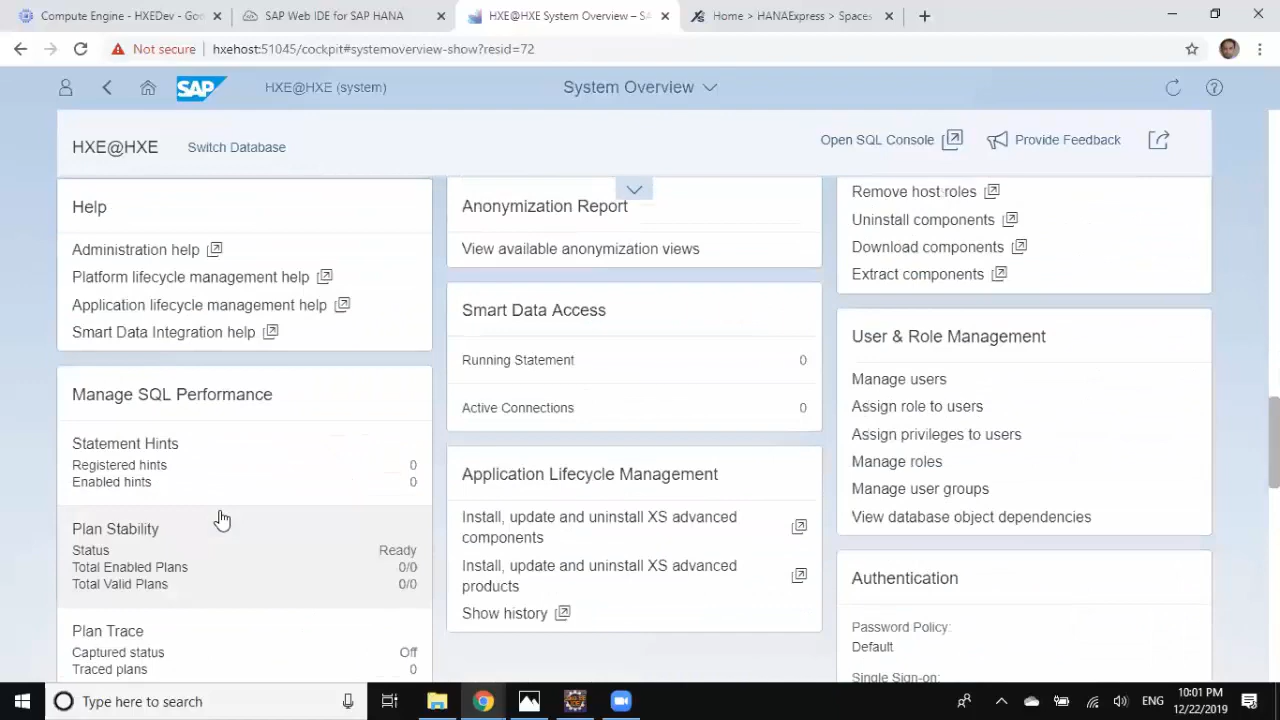 Compute Engine - HXEDev - Goo
SAP Web IDE for SAP HANA
HXE@HXE System Overview – SA
Home > HANAExpress > Spaces
Not secure
hxehost:51045/cockpit#systemoverview-show?resid=72
SAP
HXE@HXE (system)
System Overview
HXE@HXE
Switch Database
Open SQL Console
Provide Feedback
Help
Administration help
Platform lifecycle management help
Application lifecycle management help
Smart Data Integration help
Manage SQL Performance
Statement Hints
Registered hints 0
Enabled hints 0
Plan Stability
Status Ready
Total Enabled Plans 0/0
Total Valid Plans 0/0
Plan Trace
Captured status Off
Traced plans 0
Anonymization Report
View available anonymization views
Smart Data Access
Running Statement 0
Active Connections 0
Application Lifecycle Management
Install, update and uninstall XS advanced
components
Install, update and uninstall XS advanced
products
Show history
Remove host roles
Uninstall components
Download components
Extract components
User & Role Management
Manage users
Assign role to users
Assign privileges to users
Manage roles
Manage user groups
View database object dependencies
Authentication
Password Policy:
Default
Single Sign-on:
Type here to search
ENG
10:01 PM
12/22/2019